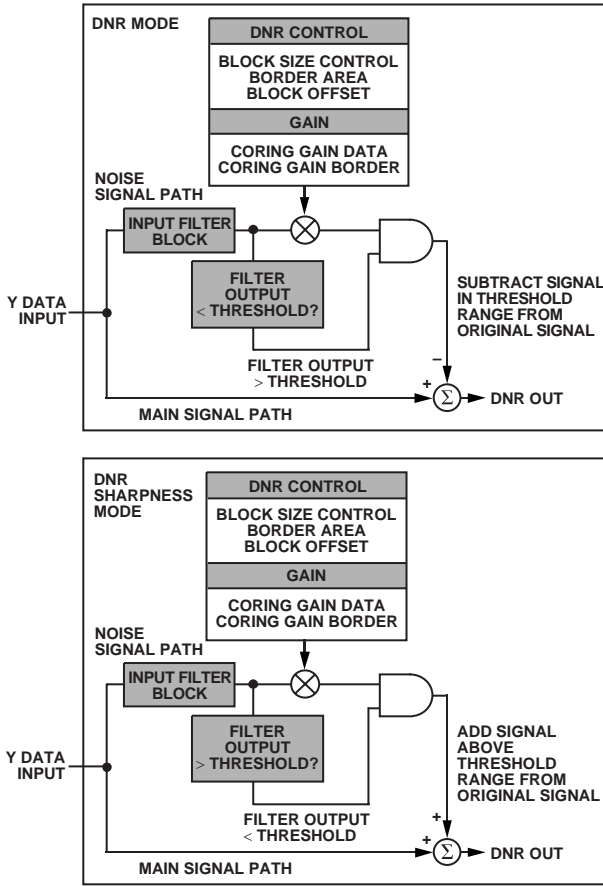 DNR MODE
DNR CONTROL
BLOCK SIZE CONTROL
BORDER AREA
BLOCK OFFSET
GAIN
CORING GAIN DATA
CORING GAIN BORDER
NOISE
SIGNAL PATH
INPUT FILTER
BLOCK
FILTER
OUTPUT
< THRESHOLD?
Y DATA
INPUT
FILTER OUTPUT
> THRESHOLD
SUBTRACT SIGNAL
IN THRESHOLD
RANGE FROM
ORIGINAL SIGNAL
–
+
Σ
DNR OUT
MAIN SIGNAL PATH
DNR
SHARPNESS
MODE
DNR CONTROL
BLOCK SIZE CONTROL
BORDER AREA
BLOCK OFFSET
GAIN
CORING GAIN DATA
CORING GAIN BORDER
NOISE
SIGNAL PATH
INPUT FILTER
BLOCK
FILTER
OUTPUT
> THRESHOLD?
Y DATA
INPUT
FILTER OUTPUT
< THRESHOLD
ADD SIGNAL
ABOVE
THRESHOLD
RANGE FROM
ORIGINAL SIGNAL
+
+
Σ
DNR OUT
MAIN SIGNAL PATH